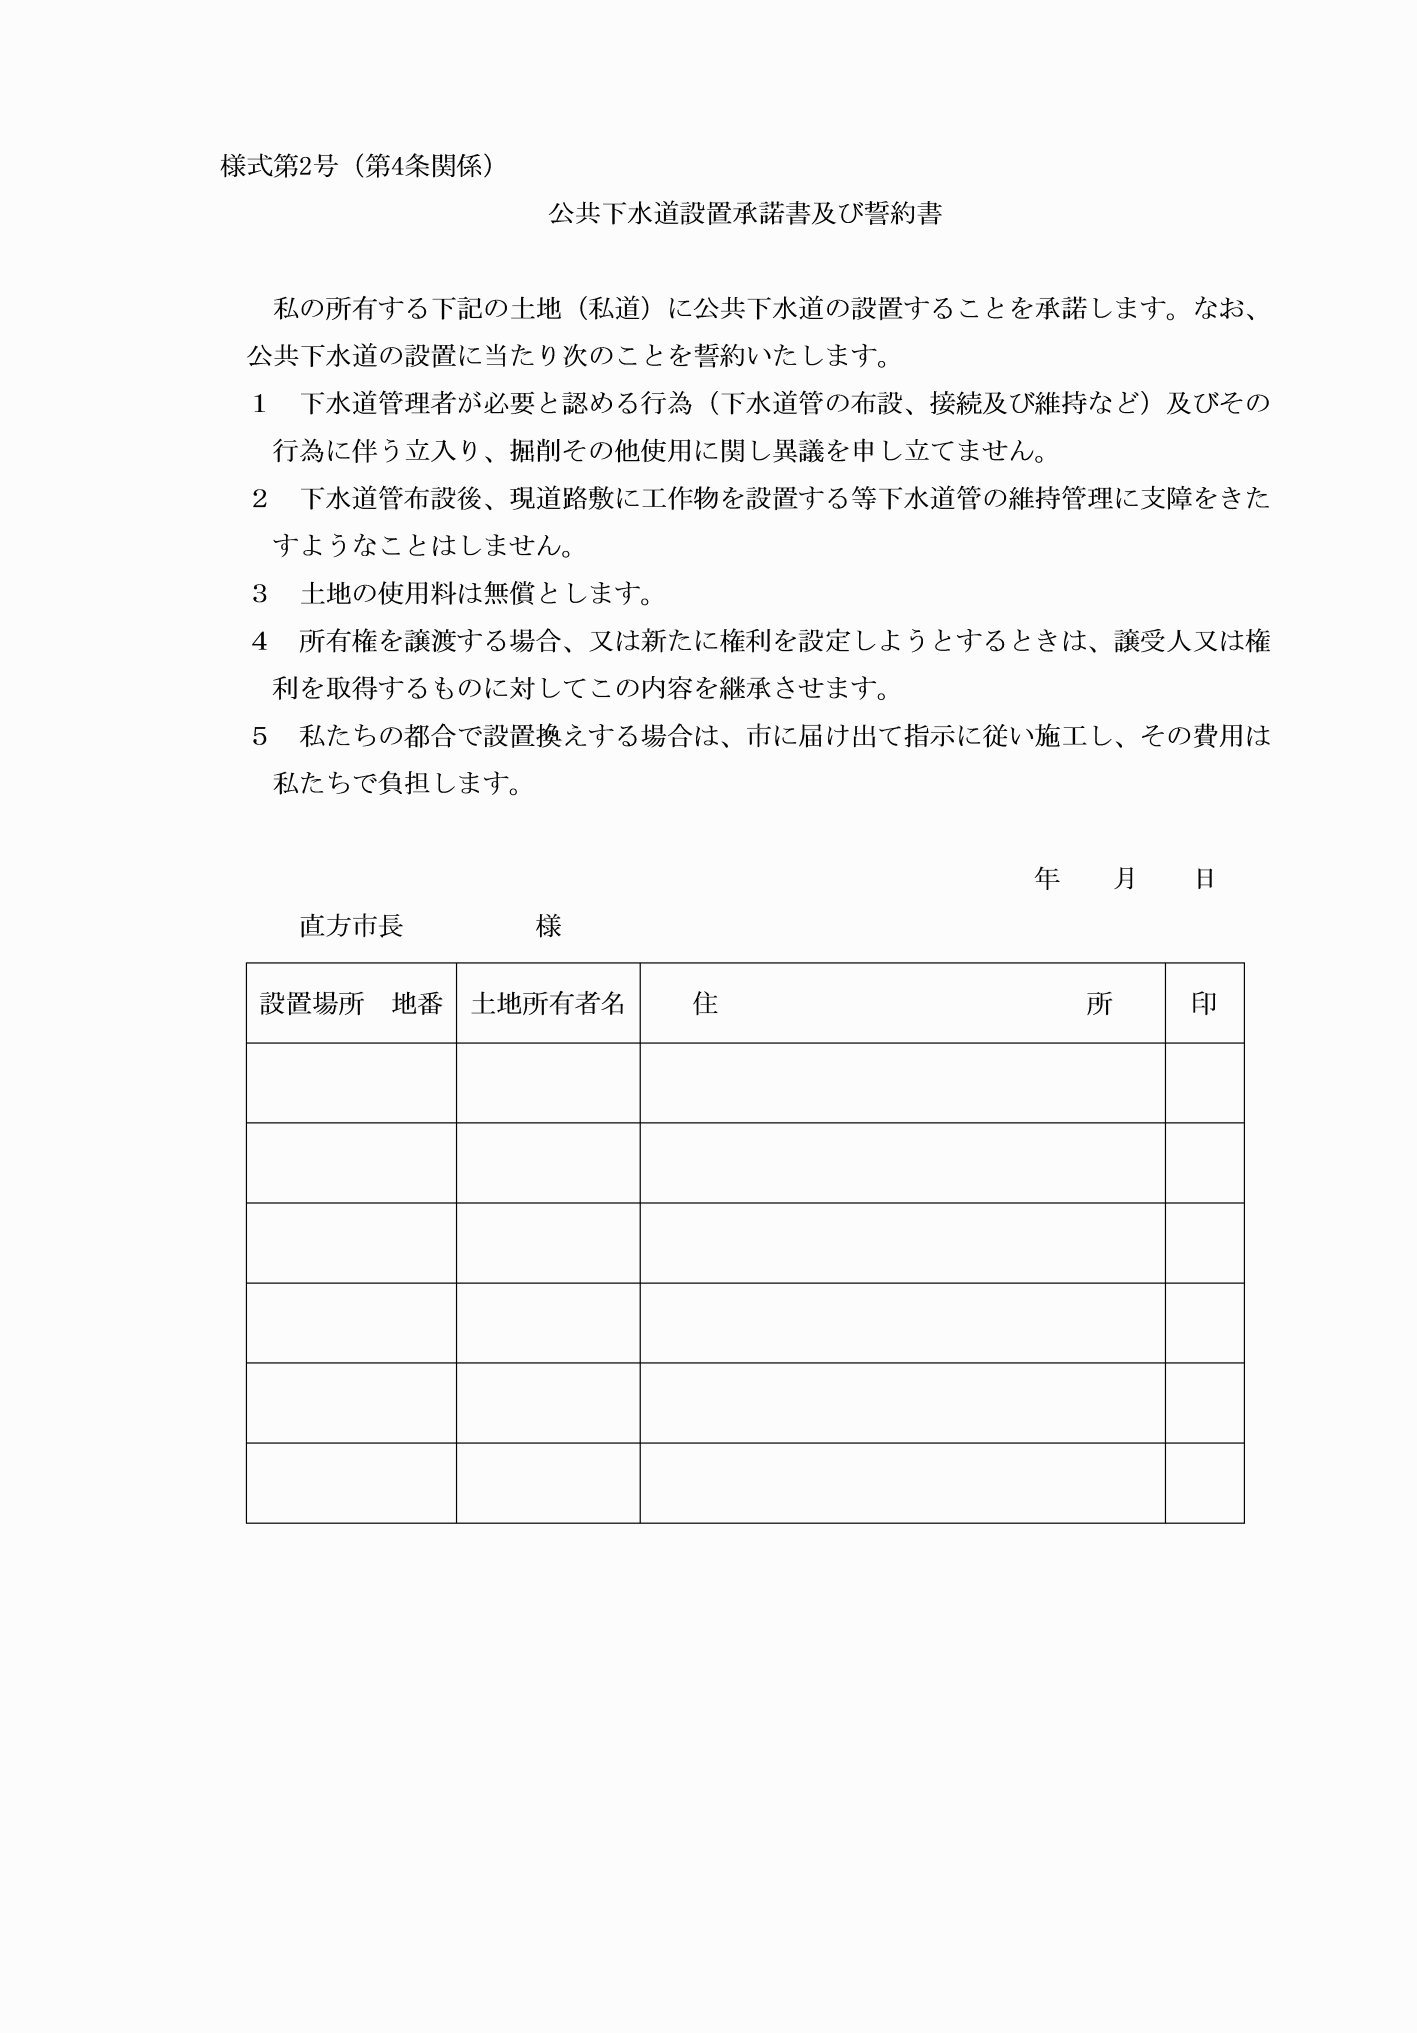 様式第2号（第4条関係）
公共下水道設置承諾書及び誓約書
私の所有する下記の土地（私道）に公共下水道の設置することを承諾します。なお、
公共下水道の設置に当たり次のことを誓約いたします。
１　下水道管理者が必要と認める行為（下水道管の布設、接続及び維持など）及びその
行為に伴う立入り、掘削その他使用に関し異議を申し立てません。
２　下水道管布設後、現道路敷に工作物を設置する等下水道管の維持管理に支障をきた
すようなことはしません。
３　土地の使用料は無償とします。
４　所有権を譲渡する場合、又は新たに権利を設定しようとするときは、譲受人又は権
利を取得するものに対してこの内容を継承させます。
５　私たちの都合で設置換えする場合は、市に届け出て指示に従い施工し、その費用は
私たちで負担します。
年　　月　　日
直方市長　　　　　様
設置場所　地番　土地所有者名　住　所　印